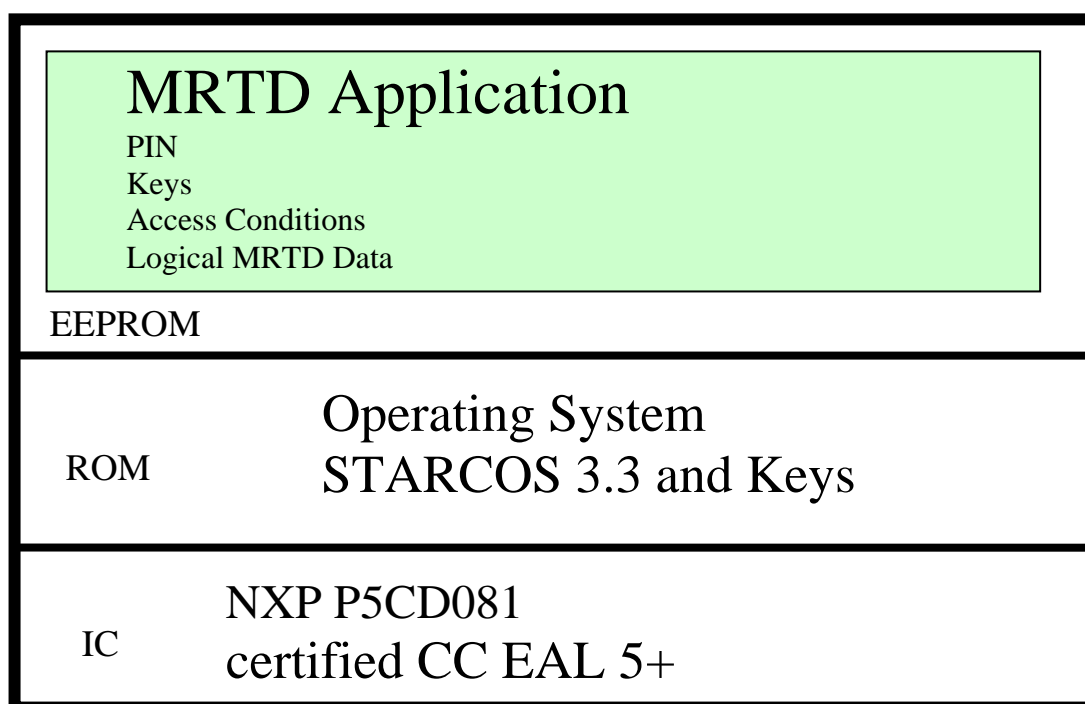 MRTD Application
PIN
Keys
Access Conditions
Logical MRTD Data
EEPROM
Operating System
ROM
STARCOS 3.3 and Keys
NXP P5CD081
IC
certified CC EAL 5+